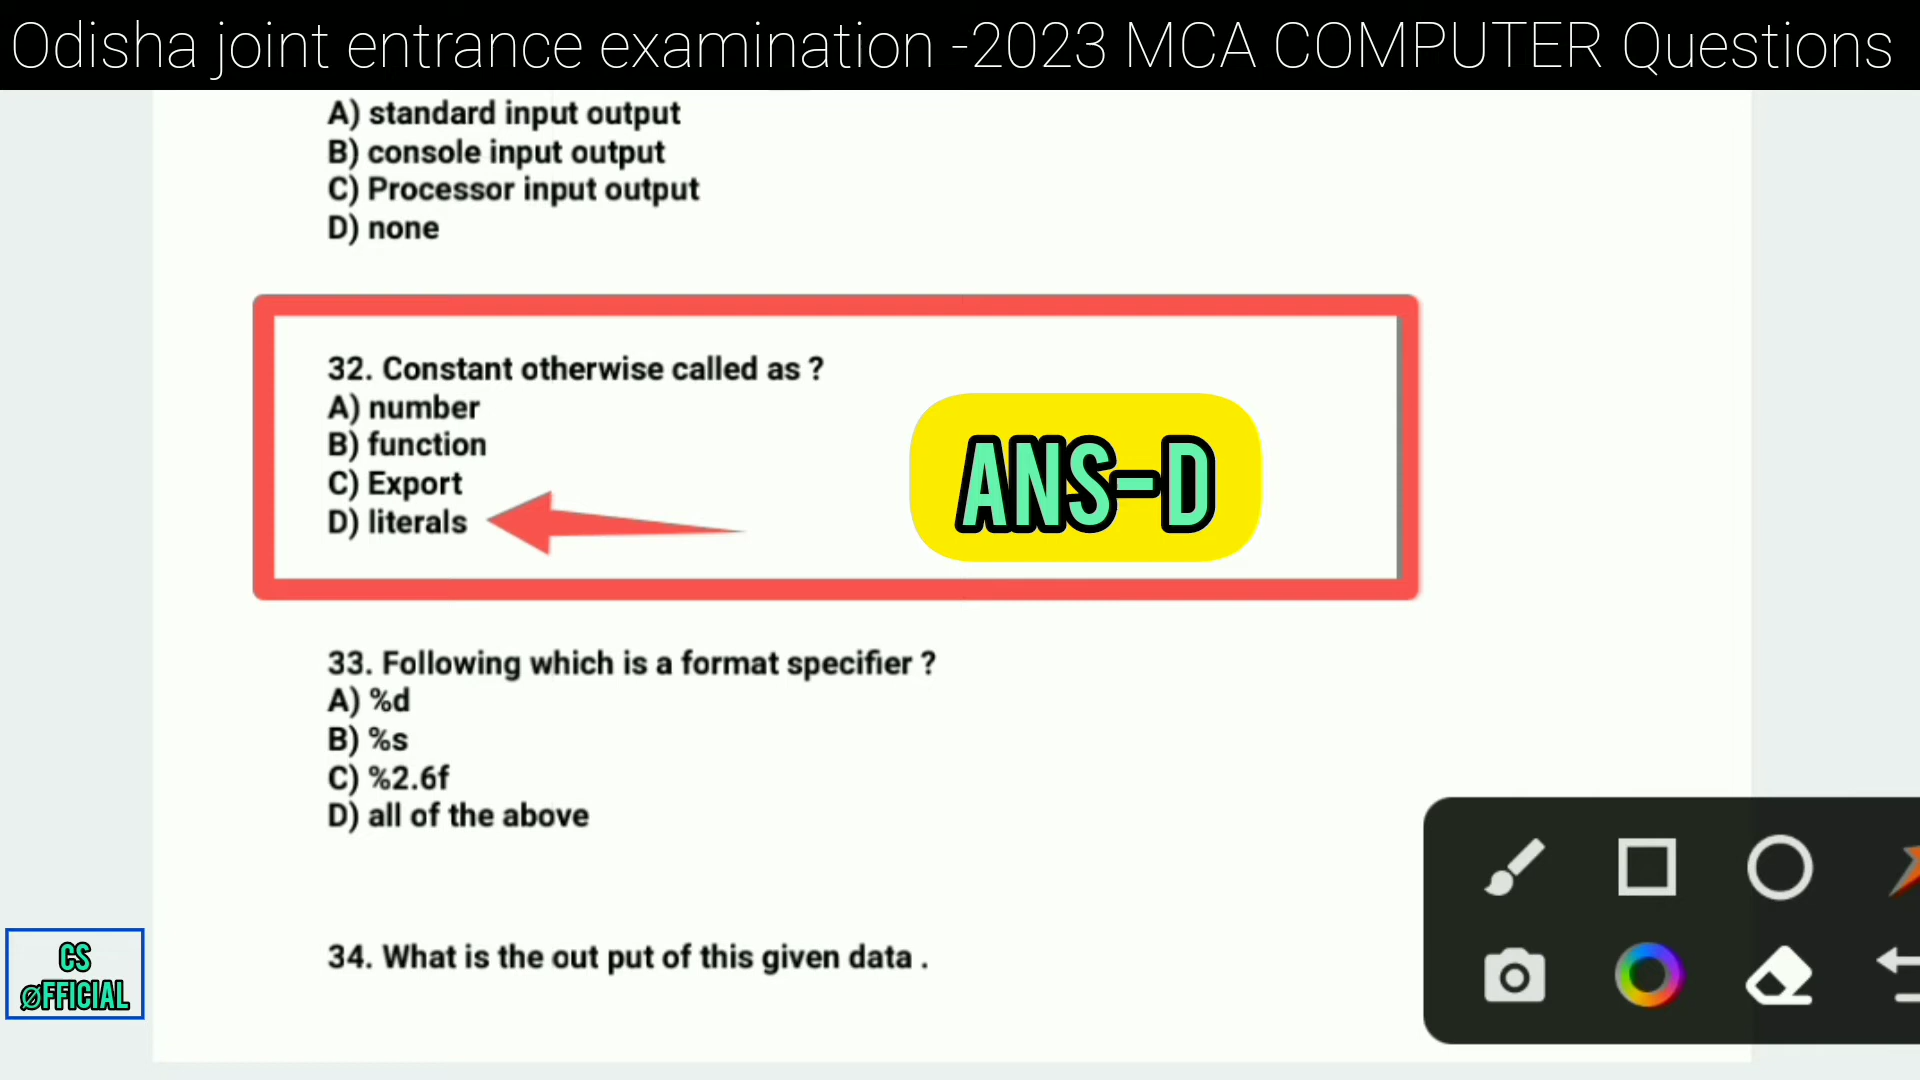 Odisha joint entrance examination -2023 MCA COMPUTER Questions
A) standard input output
B) console input output
C) Processor input output
D) none
32. Constant otherwise called as ?
A) number
B) function
C) Export
D) literals
ANS-D
33. Following which is a format specifier ?
A) %d
B) %s
C) %2.6f
D) all of the above
34. What is the out put of this given data .
CS
ØFFICIAL